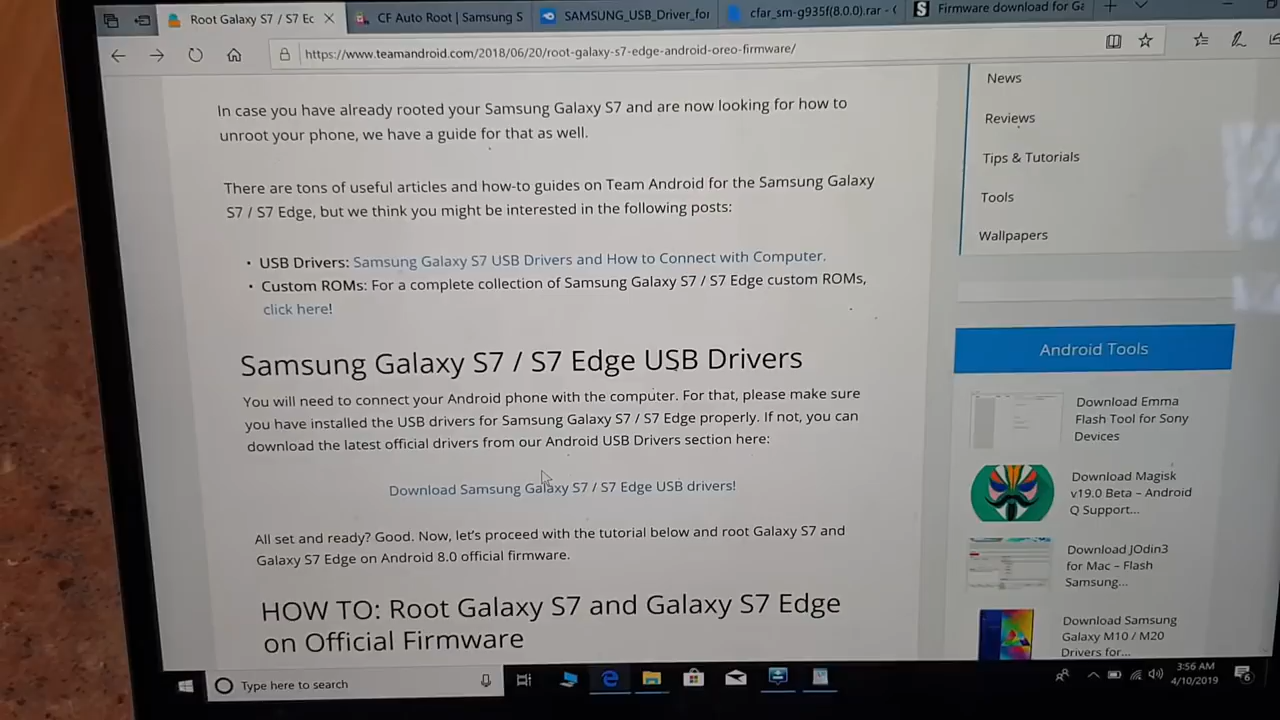 Root Galaxy S7 / S7 Ec
CF Auto Root | Samsung S
SAMSUNG_USB_Driver_for
cfar_sm-g935f(8.0.0).rar - (
Firmware download for Ga
https://www.teamandroid.com/2018/06/20/root-galaxy-s7-edge-android-oreo-firmware/
In case you have already rooted your Samsung Galaxy S7 and are now looking for how to
unroot your phone, we have a guide for that as well.
There are tons of useful articles and how-to guides on Team Android for the Samsung Galaxy
S7 / S7 Edge, but we think you might be interested in the following posts:
• USB Drivers: Samsung Galaxy S7 USB Drivers and How to Connect with Computer.
• Custom ROMs: For a complete collection of Samsung Galaxy S7 / S7 Edge custom ROMs,
click here!
Samsung Galaxy S7 / S7 Edge USB Drivers
You will need to connect your Android phone with the computer. For that, please make sure
you have installed the USB drivers for Samsung Galaxy S7 / S7 Edge properly. If not, you can
download the latest official drivers from our Android USB Drivers section here:
Download Samsung Galaxy S7 / S7 Edge USB drivers!
All set and ready? Good. Now, let's proceed with the tutorial below and root Galaxy S7 and
Galaxy S7 Edge on Android 8.0 official firmware.
HOW TO: Root Galaxy S7 and Galaxy S7 Edge
on Official Firmware
News
Reviews
Tips & Tutorials
Tools
Wallpapers
Android Tools
Download Emma
Flash Tool for Sony
Devices
Download Magisk
v19.0 Beta – Android
Q Support...
Download JOdin3
for Mac – Flash
Samsung...
Download Samsung
Galaxy M10 / M20
Drivers for...
Type here to search
3:56 AM
4/10/2019
6